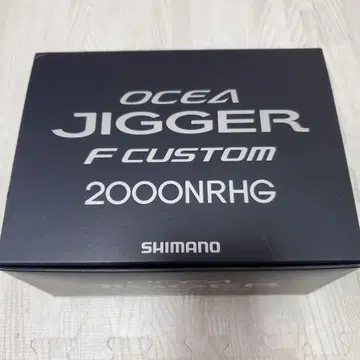 OCEA
JIGGER
F CUSTOM
2000NRHG
SHIMANO